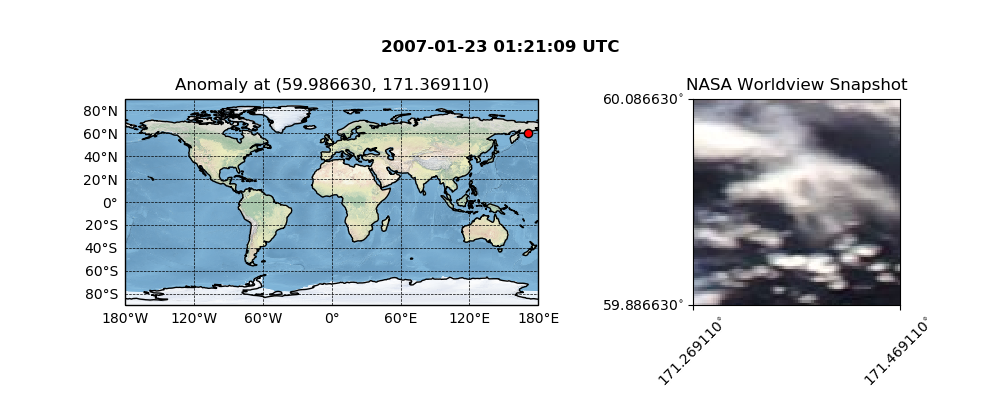 2007-01-23 01:21:09 UTC
Anomaly at (59.986630, 171.369110)
80°N
60°N
40°N
20°N
0°
20°S
40°S
60°S
80°S
180°W 120°W 60°W 0° 60°E 120°E 180°E
NASA Worldview Snapshot
60.086630°
59.886630°
171.269110°
171.469110°